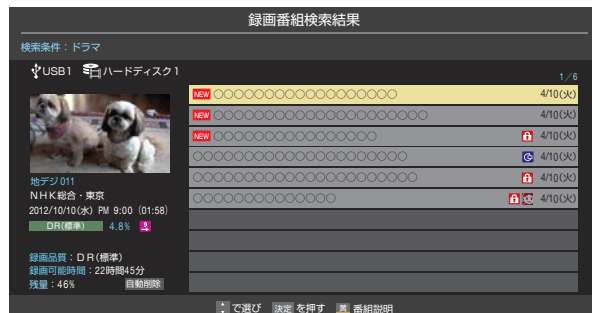 録画番組検索結果
検索条件：ドラマ
USB1 ハードディスク1
1／6
NEW ○○○○○○○○○○○○○○○○○○ 4/10(火)
NEW ○○○○○○○○○○○○○○○○○○○○○ 4/10(火)
NEW ○○○○○○○○○○○○○○○○ 4/10(火)
○○○○○○○○○○○○○○○○○○○○○ 4/10(火)
○○○○○○○○○○○○○○○○○○○○○○ 4/10(火)
○○○○○○○○○○○○○○ 4/10(火)
地デジ011
NHK総合・東京
2012/10/10(水) PM 9:00 (01:58)
DR(標準) 4.8%
録画品質：DR(標準)
録画可能時間：22時間45分
残量：46% 自動削除
で選び 決定 を押す 黄 番組説明